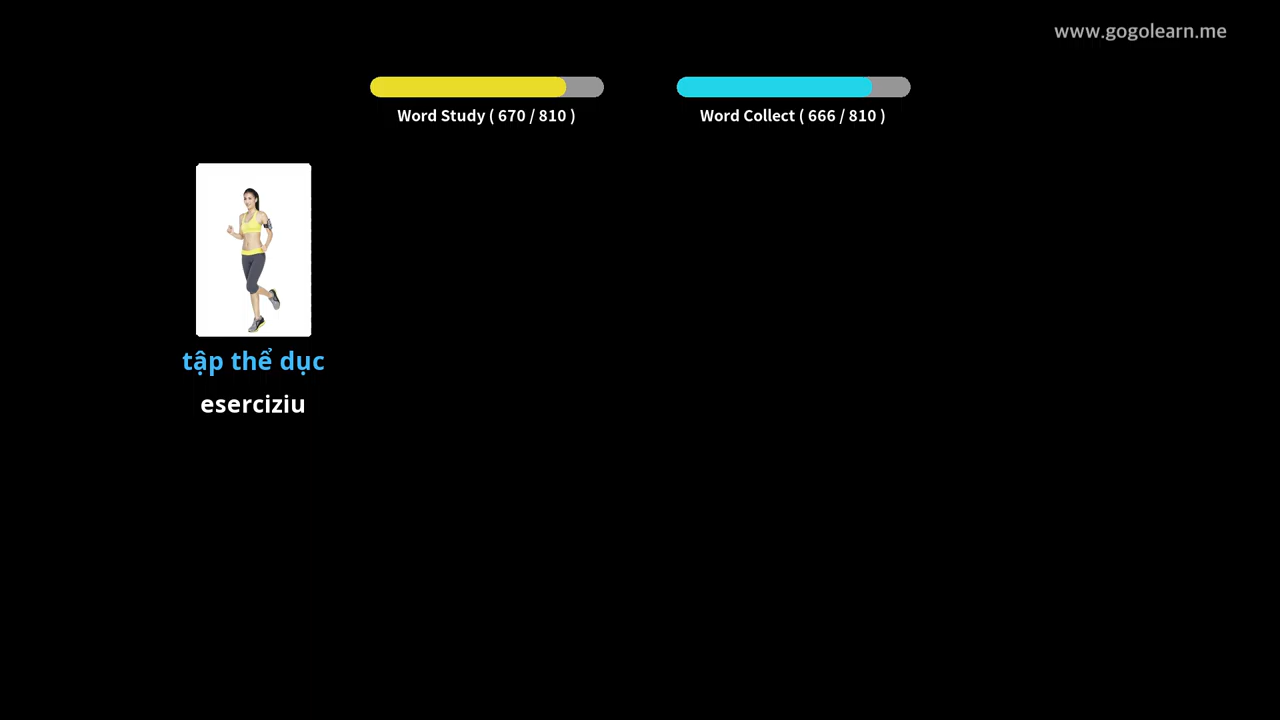 www.gogolearn.me
Word Study ( 670 / 810 )
Word Collect ( 666 / 810 )
tập thể dục
eserciziu